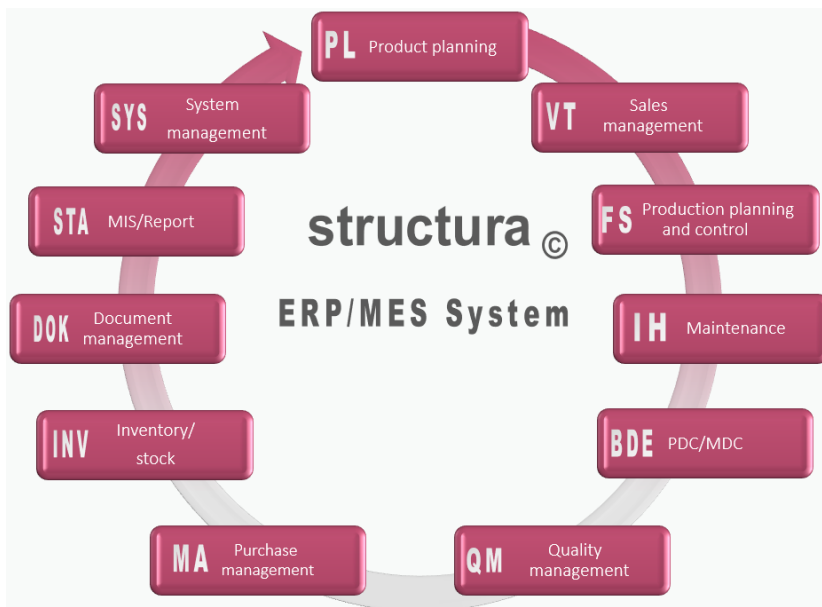 PL Product planning
SYS System
management
VT Sales
management
STA MIS/Report
structura ©
FS Production planning
and control
ERP/MES System
DOK Document
management
IH Maintenance
INV Inventory/
stock
BDE PDC/MDC
MA Purchase
management
QM Quality
management